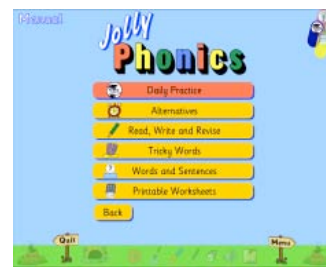 Manual
Jolly
Phonics
Daily Practice
Alternatives
Read, Write and Revise
Tricky Words
Words and Sentences
Printable Worksheets
Back
Quit
Menu